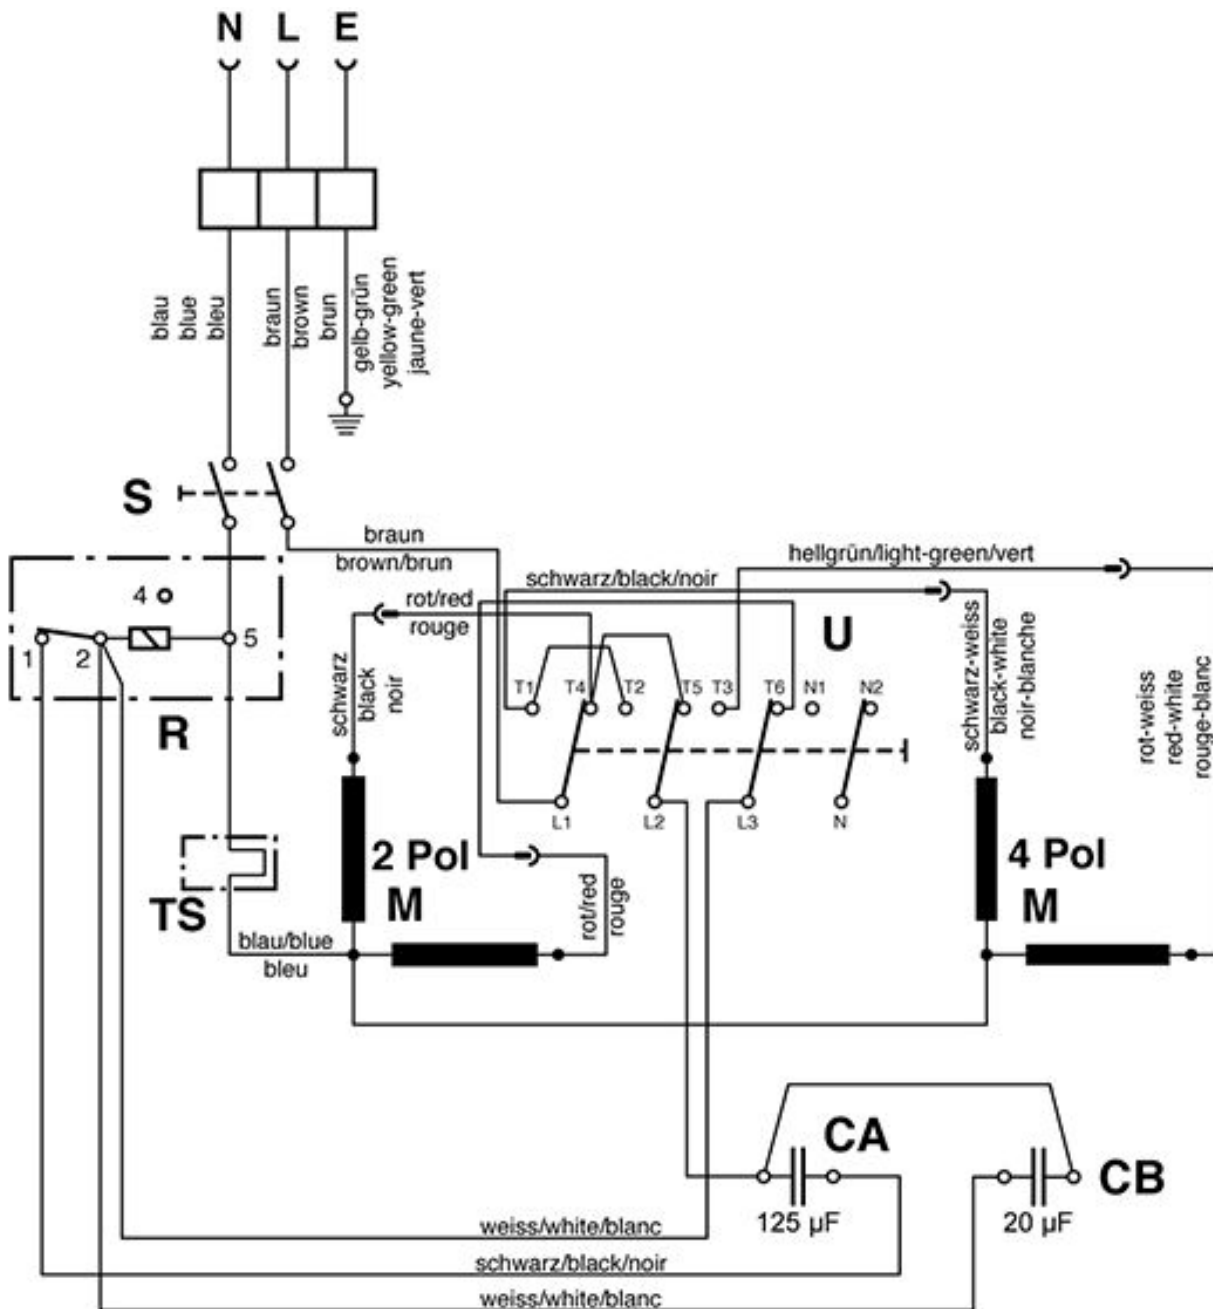 N L E
blau
blue
bleu
braun
brown
brun
gelb-grün
yellow-green
jaune-vert
S
braun
brown/brun
hellgrün/light-green/vert
schwarz/black/noir
rot/red
rouge
4
1 2 5
R
U
schwarz
black
noir
T1 T4 T2 T5 T3 T6 N1 N2
schwarz-weiss
black-white
noir-blanche
rot-weiss
red-white
rouge-blanc
L1 L2 L3 N
2 Pol
M
4 Pol
M
TS
rot/red
rouge
blau/blue
bleu
CA
125 µF
CB
20 µF
weiss/white/blanc
schwarz/black/noir
weiss/white/blanc